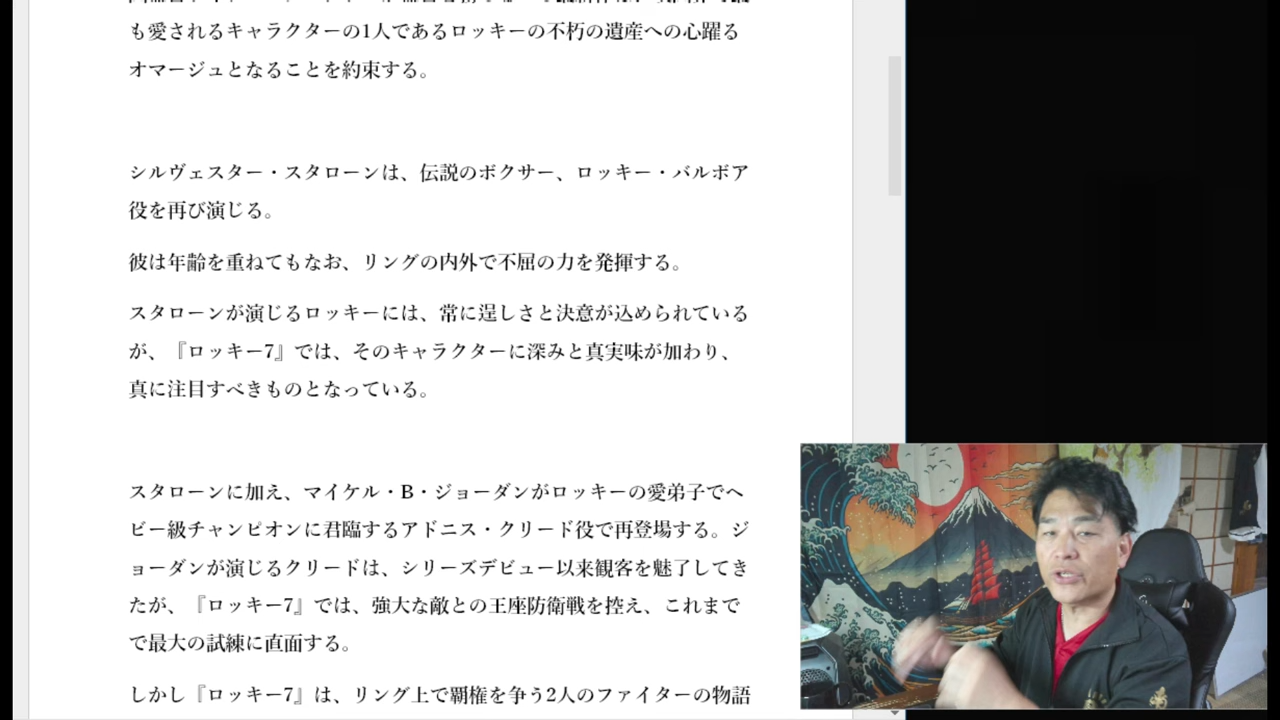 も愛されるキャラクターの1人であるロッキーの不朽の遺産への心躍る
オマージュとなることを約束する。
シルヴェスター・スタローンは、伝説のボクサー、ロッキー・バルボア
役を再び演じる。
彼は年齢を重ねてもなお、リングの内外で不屈の力を発揮する。
スタローンが演じるロッキーには、常に逞しさと決意が込められている
が、『ロッキー7』では、そのキャラクターに深みと真実味が加わり、
真に注目すべきものとなっている。
スタローンに加え、マイケル・B・ジョーダンがロッキーの愛弟子でヘ
ビー級チャンピオンに君臨するアドニス・クリード役で再登場する。ジ
ョーダンが演じるクリードは、シリーズデビュー以来観客を魅了してき
たが、『ロッキー7』では、強大な敵との王座防衛戦を控え、これまで
で最大の試練に直面する。
しかし『ロッキー7』は、リング上で覇権を争う2人のファイターの物語